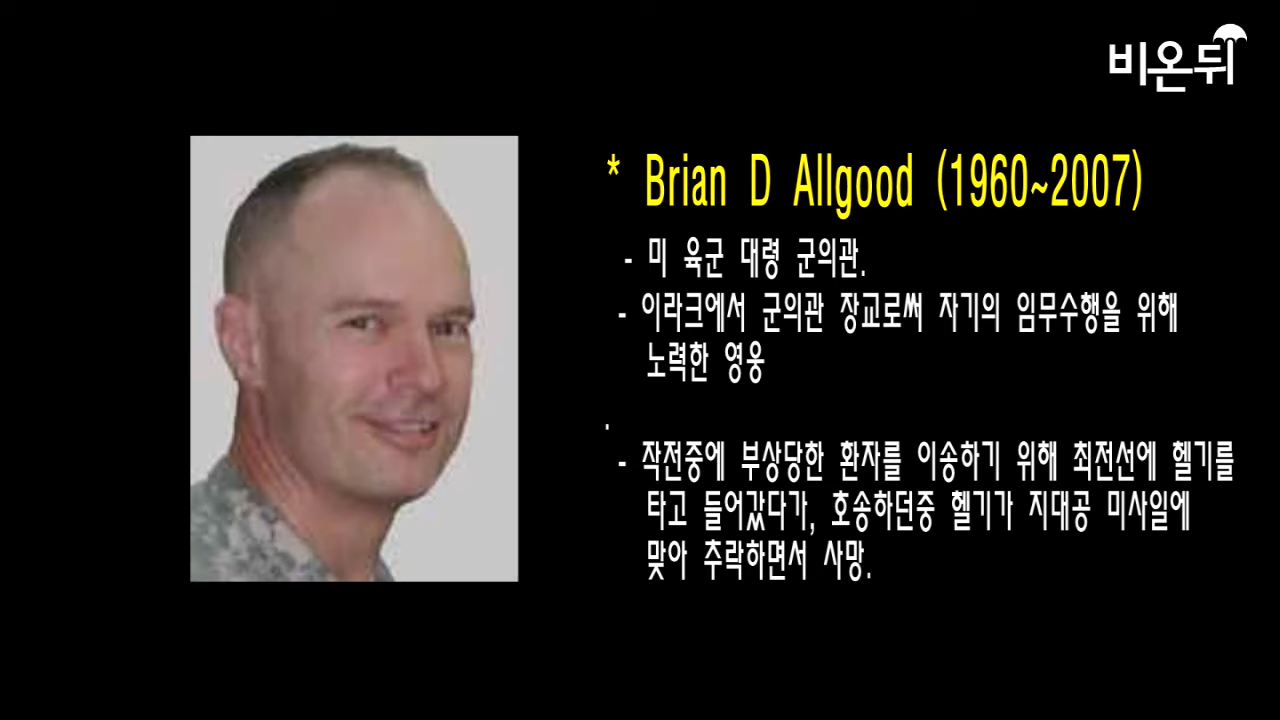 비온뒤
* Brian D Allgood (1960~2007)
- 미 육군 대령 군의관.
- 이라크에서 군의관 장교로써 자기의 임무수행을 위해
노력한 영웅
.
- 작전중에 부상당한 환자를 이송하기 위해 최전선에 헬기를
타고 들어갔다가, 호송하던중 헬기가 지대공 미사일에
맞아 추락하면서 사망.